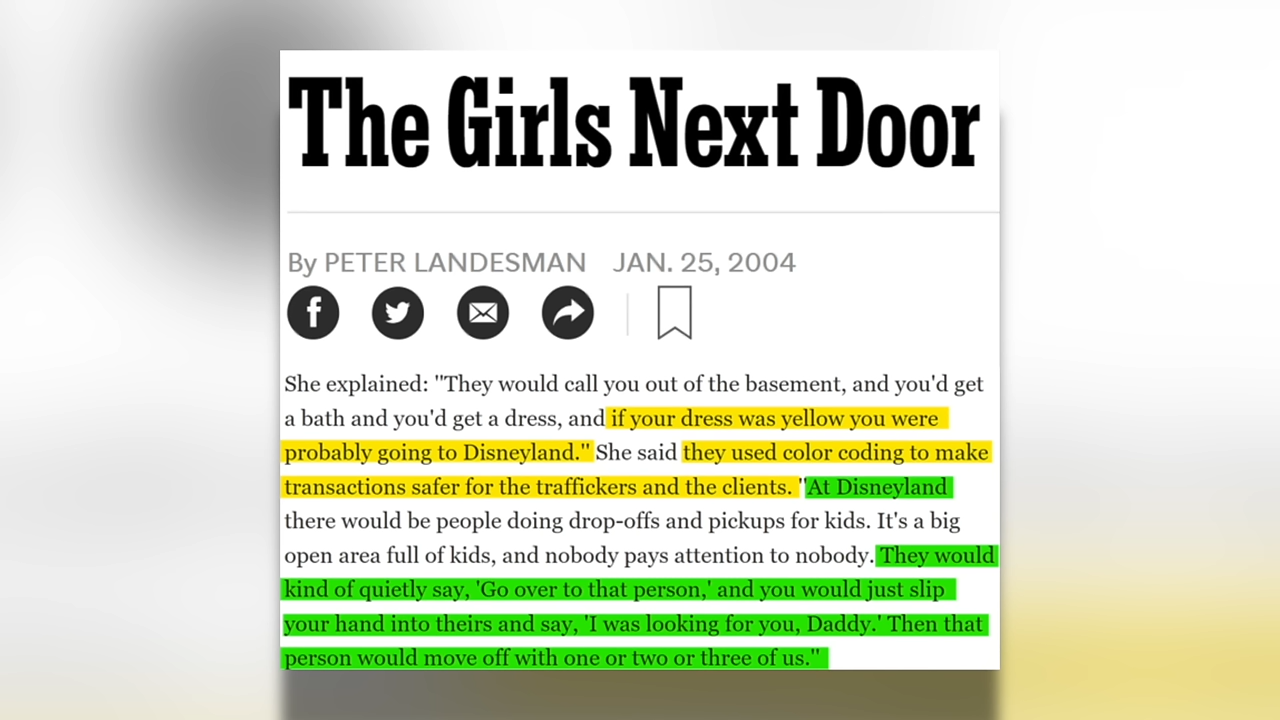 The Girls Next Door
By PETER LANDESMAN JAN. 25, 2004
She explained: "They would call you out of the basement, and you'd get
a bath and you'd get a dress, and if your dress was yellow you were
probably going to Disneyland." She said they used color coding to make
transactions safer for the traffickers and the clients. "At Disneyland
there would be people doing drop-offs and pickups for kids. It's a big
open area full of kids, and nobody pays attention to nobody. They would
kind of quietly say, 'Go over to that person,' and you would just slip
your hand into theirs and say, 'I was looking for you, Daddy.' Then that
person would move off with one or two or three of us."